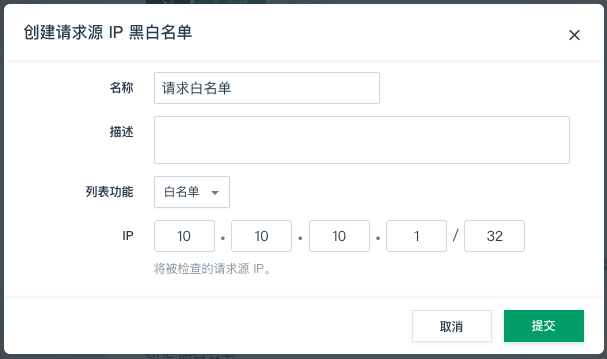 创建请求源 IP 黑白名单
名称 请求白名单
描述
列表功能 白名单
IP 10 . 10 . 10 . 1 / 32
将被检查的请求源 IP。
取消 提交